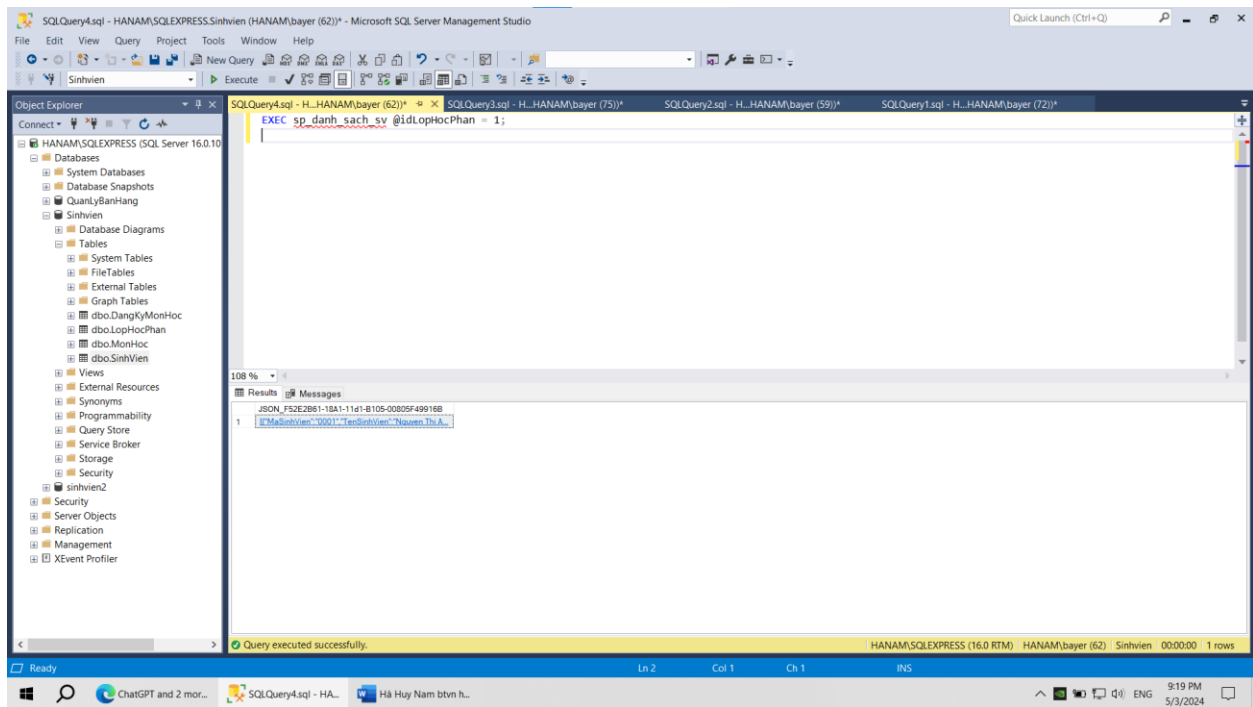 SQLQuery4.sql - HANAM\SQLEXPRESS.Sinhvien (HANAM\bayer (62))* - Microsoft SQL Server Management Studio
Quick Launch (Ctrl+Q)
File Edit View Query Project Tools Window Help
New Query
Sinhvien
Execute
Object Explorer
SQLQuery4.sql - H...HANAM\bayer (62))*
SQLQuery3.sql - H...HANAM\bayer (75))*
SQLQuery2.sql - H...HANAM\bayer (59))*
SQLQuery1.sql - H...HANAM\bayer (72))*
Connect
HANAM\SQLEXPRESS (SQL Server 16.0.10
Databases
System Databases
Database Snapshots
QuanLyBanHang
Sinhvien
Database Diagrams
Tables
System Tables
FileTables
External Tables
Graph Tables
dbo.DangKyMonHoc
dbo.LopHocPhan
dbo.MonHoc
dbo.SinhVien
Views
External Resources
Synonyms
Programmability
Query Store
Service Broker
Storage
Security
sinhvien2
Security
Server Objects
Replication
Management
XEvent Profiler
EXEC sp_danh_sach_sv @idLopHocPhan = 1;
108 %
Results Messages
JSON_F52E2B61-18A1-11d1-B105-00805F49916B
1 [{"MaSinhVien":"0001","TenSinhVien":"Nguyen Thi A...
Query executed successfully.
HANAM\SQLEXPRESS (16.0 RTM) HANAM\bayer (62) Sinhvien 00:00:00 1 rows
Ready Ln 2 Col 1 Ch 1 INS
ChatGPT and 2 mor...
SQLQuery4.sql - HA...
Hà Huy Nam btvn h...
ENG
9:19 PM
5/3/2024